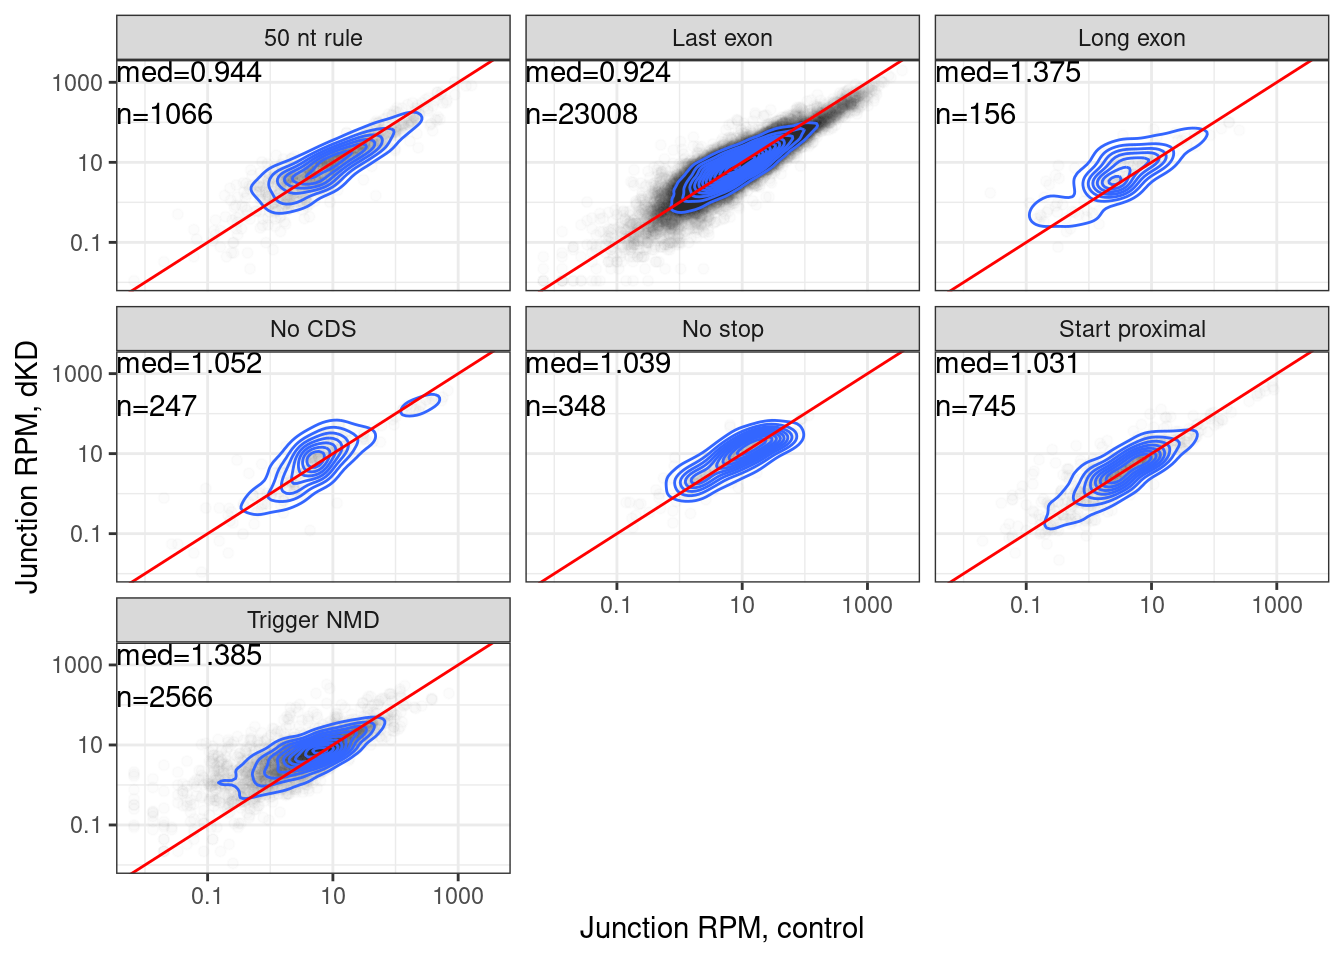 50 nt rule
Last exon
Long exon
med=0.944
med=0.924
med=1.375
n=1066
n=23008
n=156
1000
10
0.1
No CDS
No stop
Start proximal
med=1.052
med=1.039
med=1.031
n=247
n=348
n=745
1000
10
0.1
0.1
10
1000
0.1
10
1000
Trigger NMD
med=1.385
n=2566
1000
10
0.1
0.1
10
1000
Junction RPM, dKD
Junction RPM, control